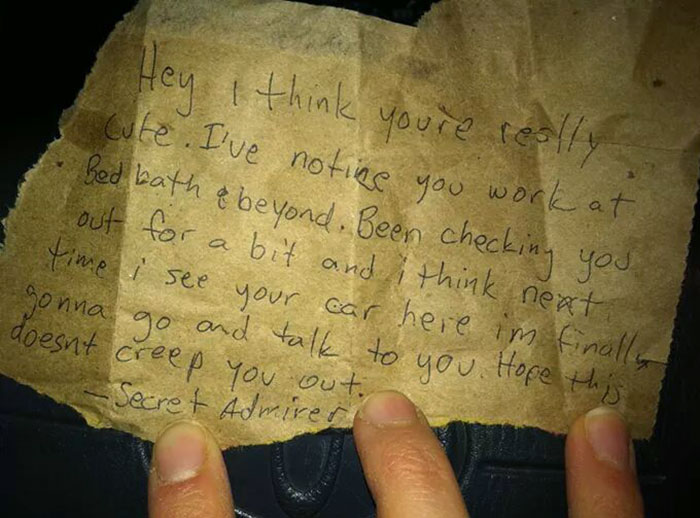 Hey i think you're really
cute. I've notice you work at
Bed bath & beyond. Been checking you
out for a bit and i think next
time i see your car here im finally
gonna go and talk to you. Hope this
doesnt creep you out.
- Secret Admirer